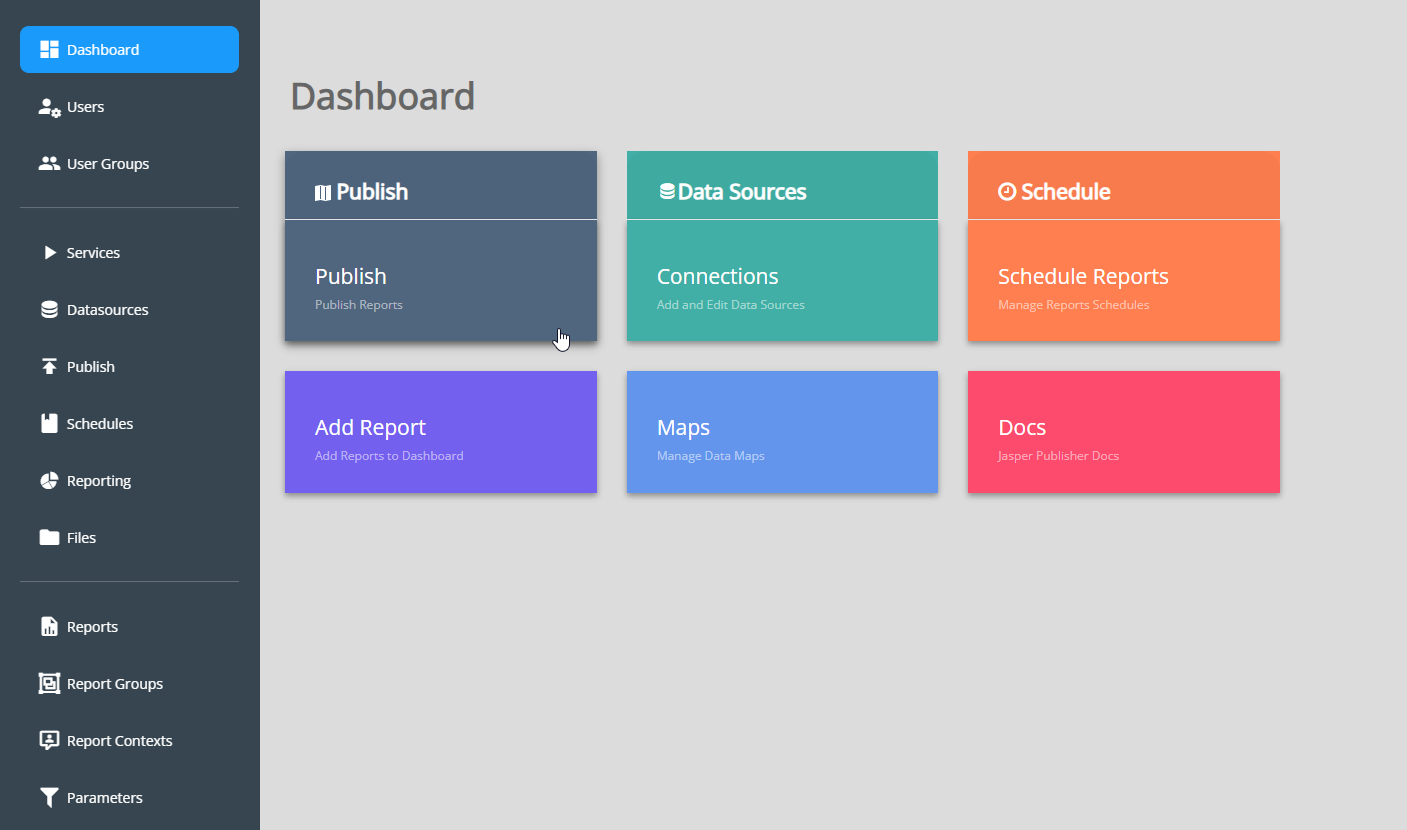 Dashboard
Users
User Groups
Services
Datasources
Publish
Schedules
Reporting
Files
Reports
Report Groups
Report Contexts
Parameters
Dashboard
Publish
Publish
Publish Reports
Data Sources
Connections
Add and Edit Data Sources
Schedule
Schedule Reports
Manage Reports Schedules
Add Report
Add Reports to Dashboard
Maps
Manage Data Maps
Docs
Jasper Publisher Docs